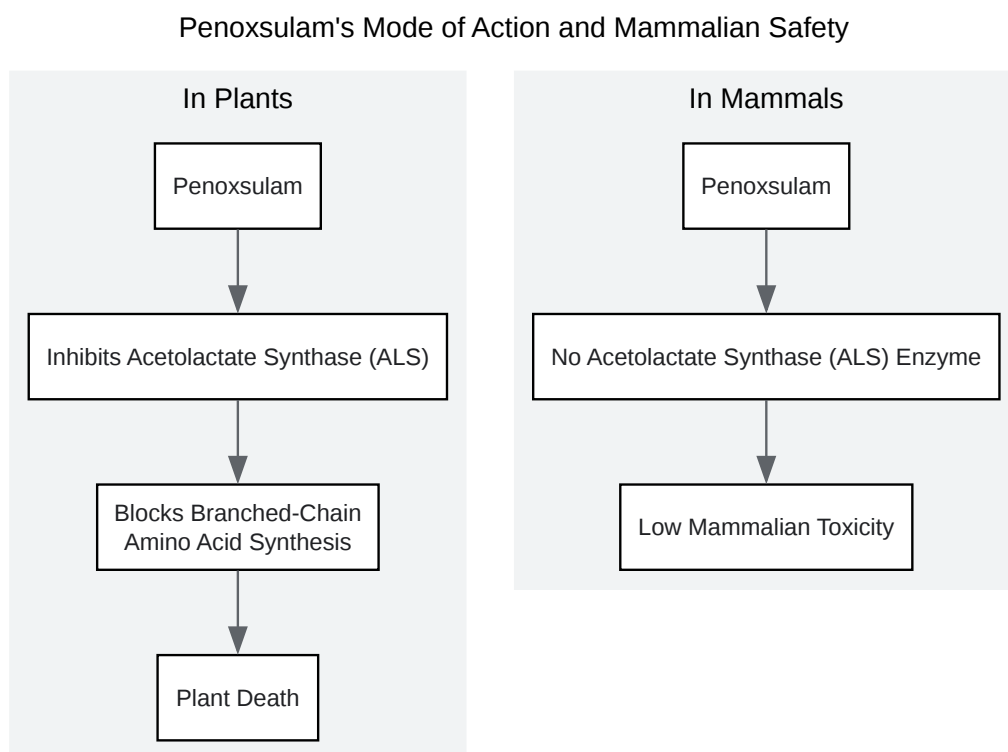 Penoxsulam's Mode of Action and Mammalian Safety
In Plants
Penoxsulam
Inhibits Acetolactate Synthase (ALS)
Blocks Branched-Chain
Amino Acid Synthesis
Plant Death
In Mammals
Penoxsulam
No Acetolactate Synthase (ALS) Enzyme
Low Mammalian Toxicity